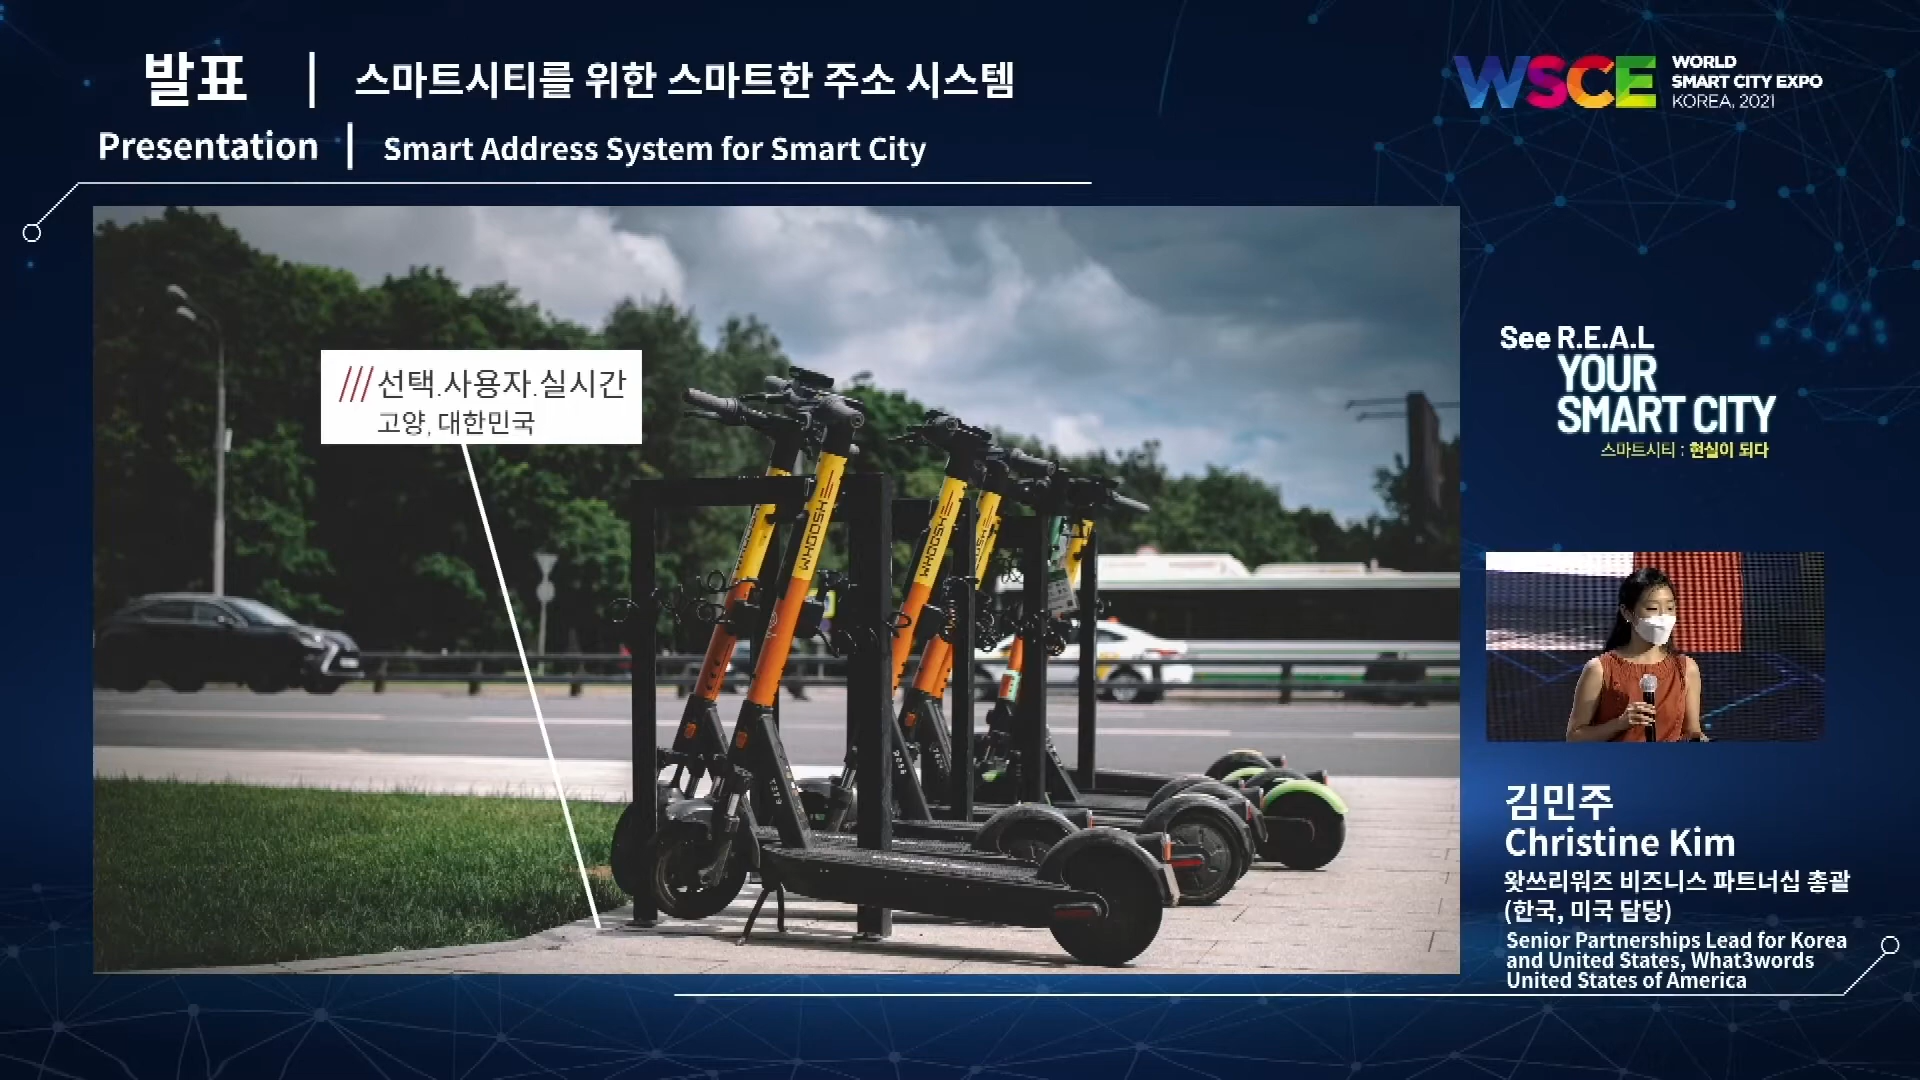 발표 | 스마트시티를 위한 스마트한 주소 시스템
Presentation | Smart Address System for Smart City
WSCE
WORLD
SMART CITY EXPO
KOREA, 2021
///선택.사용자.실시간
고양, 대한민국
WHOOSH
WHOOSH
See R.E.A.L
YOUR
SMART CITY
스마트시티 : 현실이 되다
김민주
Christine Kim
왓쓰리워즈 비즈니스 파트너십 총괄
(한국, 미국 담당)
Senior Partnerships Lead for Korea
and United States, What3words
United States of America